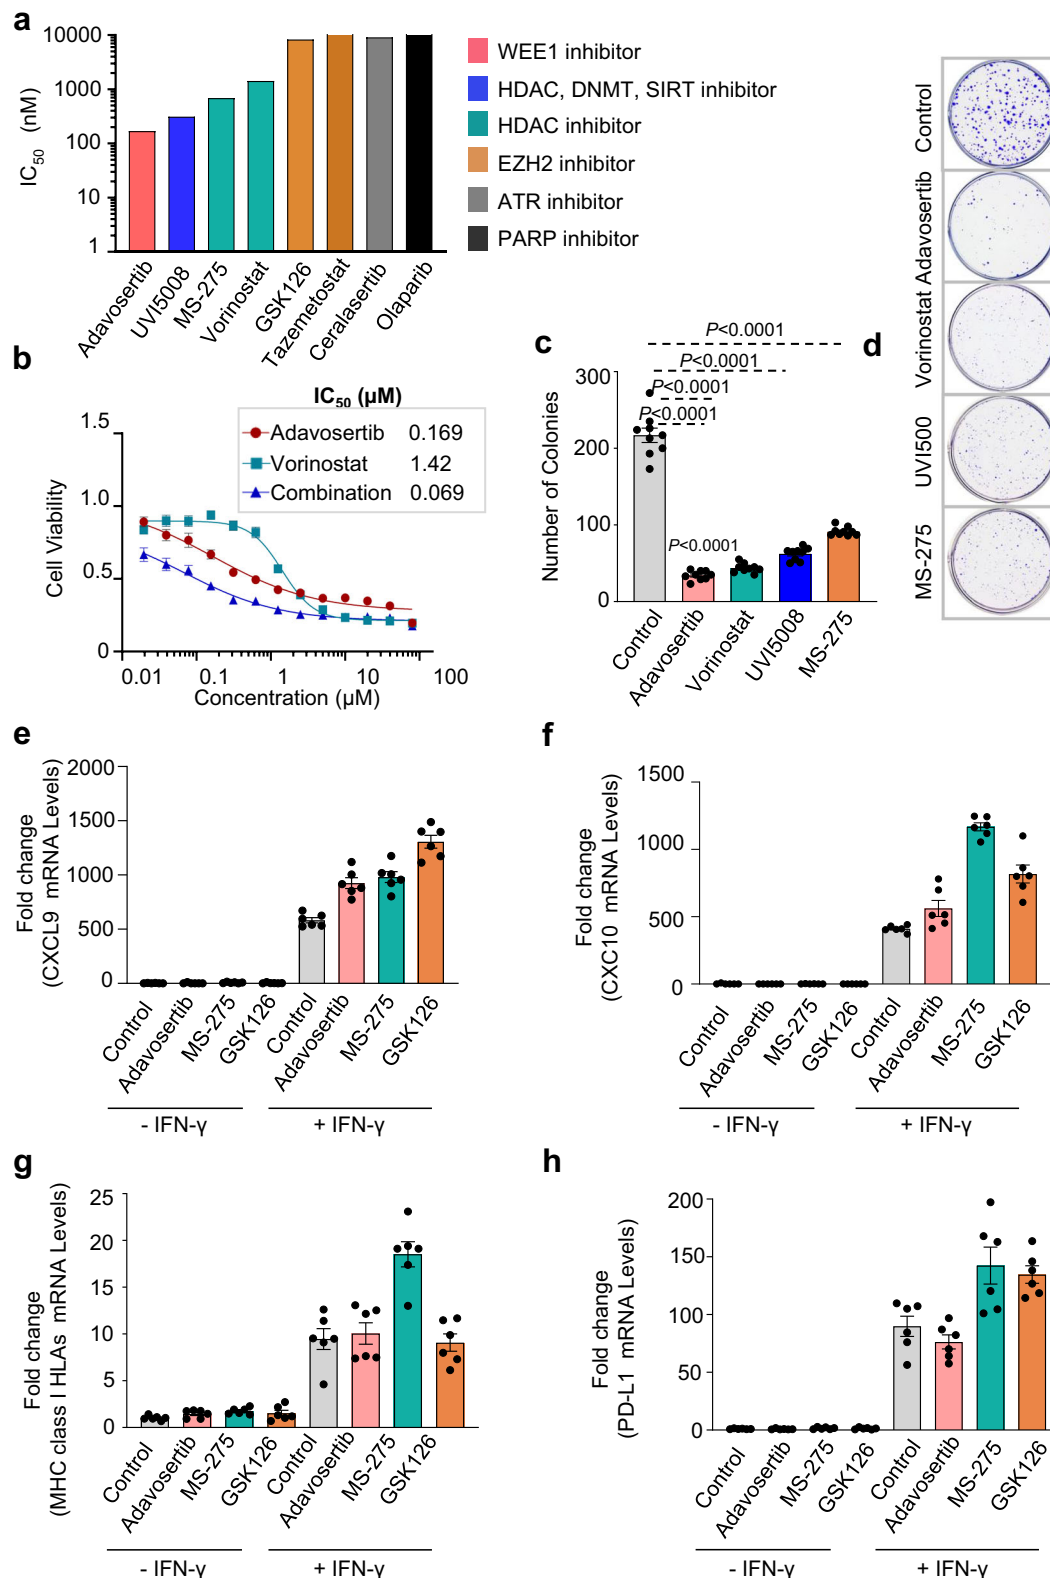 a
10000
1000
100
10
1
IC50 (nM)
Adavosertib
UVI5008
MS-275
Vorinostat
GSK126
Tazemetostat
Ceralasertib
Olaparib
WEE1 inhibitor
HDAC, DNMT, SIRT inhibitor
HDAC inhibitor
EZH2 inhibitor
ATR inhibitor
PARP inhibitor
b
IC50 (µM)
Adavosertib 0.169
Vorinostat 1.42
Combination 0.069
1.5
1.0
0.5
0
Cell Viability
0.01 0.1 1 10 100
Concentration (µM)
c
P<0.0001
P<0.0001
P<0.0001
P<0.0001
P<0.0001
300
200
100
0
Number of Colonies
Control
Adavosertib
Vorinostat
UVI5008
MS-275
d
Control
Adavosertib
Vorinostat
UVI500
MS-275
e
2000
1500
1000
500
0
Fold change
(CXCL9 mRNA Levels)
Control
Adavosertib
MS-275
GSK126
Control
Adavosertib
MS-275
GSK126
- IFN-γ
+ IFN-γ
f
1500
1000
500
0
Fold change
(CXC10 mRNA Levels)
Control
Adavosertib
MS-275
GSK126
Control
Adavosertib
MS-275
GSK126
- IFN-γ
+ IFN-γ
g
25
20
15
10
5
0
Fold change
(MHC class I HLAs mRNA Levels)
Control
Adavosertib
MS-275
GSK126
Control
Adavosertib
MS-275
GSK126
- IFN-γ
+ IFN-γ
h
200
150
100
50
0
Fold change
(PD-L1 mRNA Levels)
Control
Adavosertib
MS-275
GSK126
Control
Adavosertib
MS-275
GSK126
- IFN-γ
+ IFN-γ